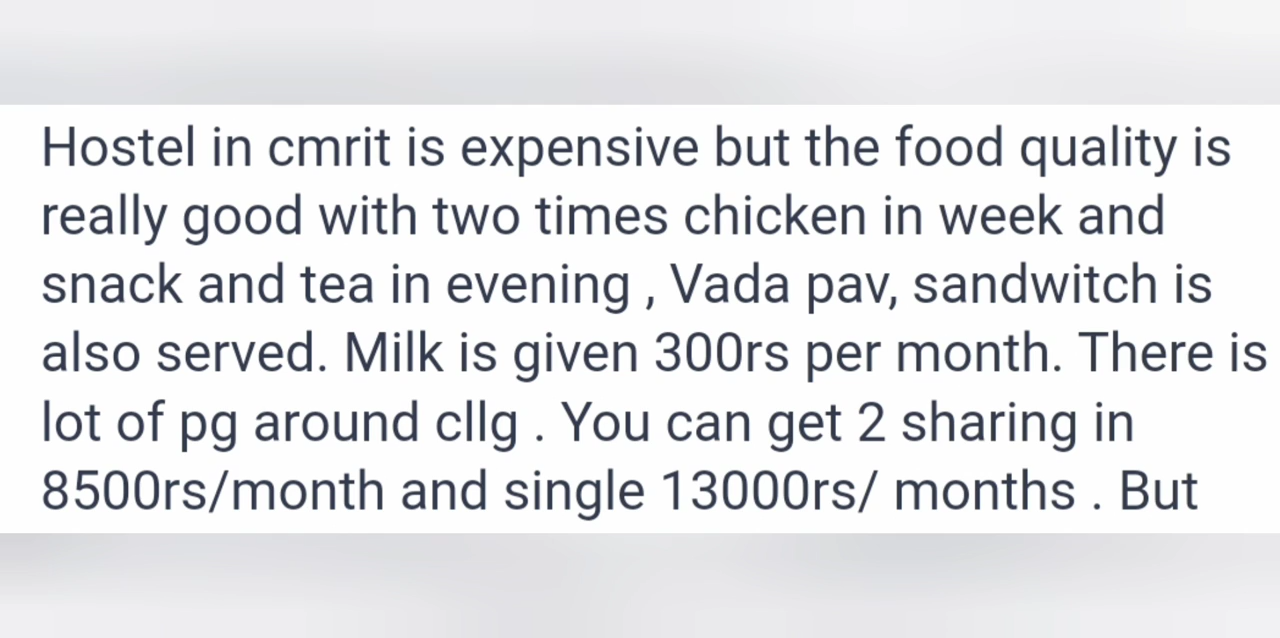 Hostel in cmrit is expensive but the food quality is
really good with two times chicken in week and
snack and tea in evening , Vada pav, sandwitch is
also served. Milk is given 300rs per month. There is
lot of pg around cllg . You can get 2 sharing in
8500rs/month and single 13000rs/ months . But